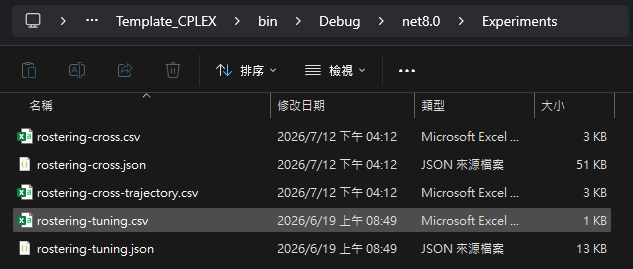 … > Template_CPLEX > bin > Debug > net8.0 > Experiments
排序 檢視 …
名稱 修改日期 類型 大小
rostering-cross.csv 2026/7/12 下午 04:12 Microsoft Excel ... 3 KB
rostering-cross.json 2026/7/12 下午 04:12 JSON 來源檔案 51 KB
rostering-cross-trajectory.csv 2026/7/12 下午 04:12 Microsoft Excel ... 3 KB
rostering-tuning.csv 2026/6/19 上午 08:49 Microsoft Excel ... 1 KB
rostering-tuning.json 2026/6/19 上午 08:49 JSON 來源檔案 13 KB